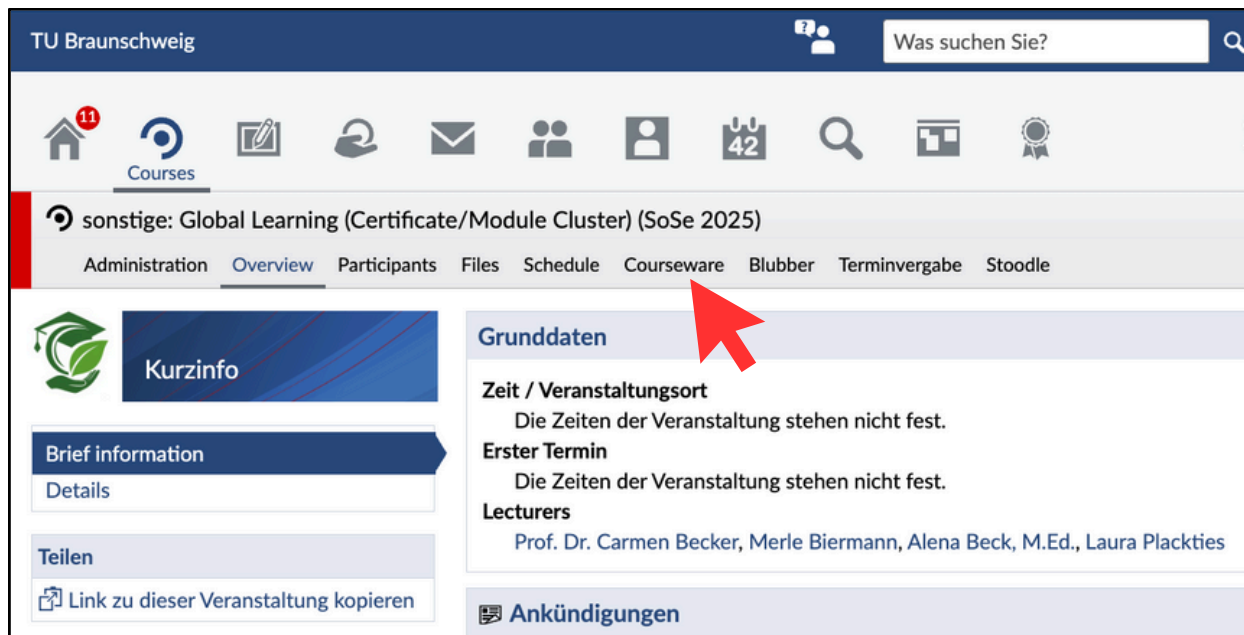 TU Braunschweig
Was suchen Sie?
11
42
Courses
sonstige: Global Learning (Certificate/Module Cluster) (SoSe 2025)
Administration Overview Participants Files Schedule Courseware Blubber Terminvergabe Stoodle
Kurzinfo
Brief information
Details
Teilen
Link zu dieser Veranstaltung kopieren
Grunddaten
Zeit / Veranstaltungsort
Die Zeiten der Veranstaltung stehen nicht fest.
Erster Termin
Die Zeiten der Veranstaltung stehen nicht fest.
Lecturers
Prof. Dr. Carmen Becker, Merle Biermann, Alena Beck, M.Ed., Laura Plackties
Ankündigungen